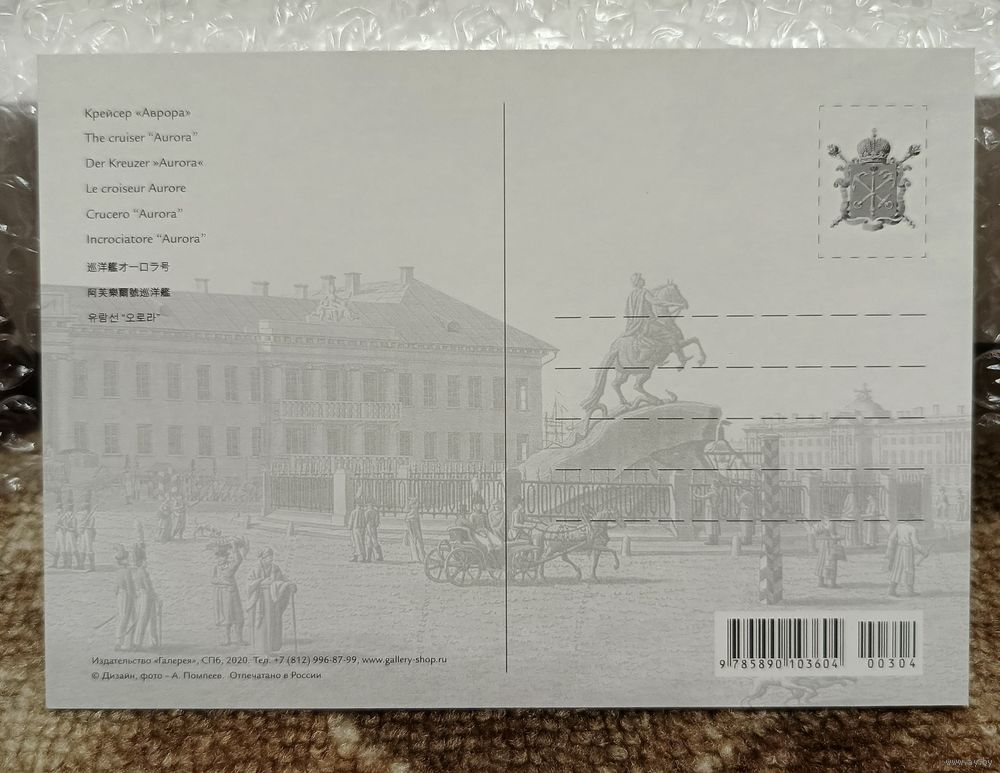 Крейсер «Аврора»
The cruiser “Aurora”
Der Kreuzer »Aurora«
Le croiseur Aurore
Crucero “Aurora”
Incrociatore “Aurora”
巡洋艦オーロラ号
阿芙樂爾號巡洋艦
유람선 “오로라”
Издательство «Галерея», СПб, 2020. Тел. +7 (812) 996-87-99, www.gallery-shop.ru
© Дизайн, фото – А. Помпеев. Отпечатано в России
9 785890 103604
00304
www.ay.by